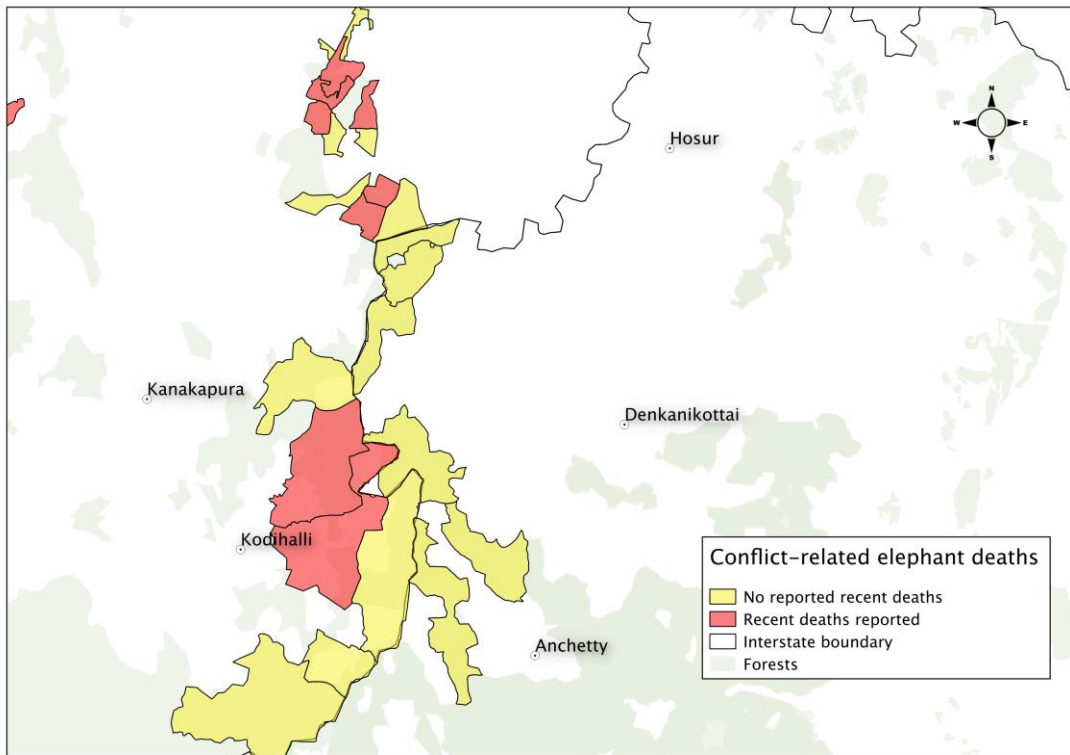 N
W E
S
Hosur
Kanakapura
Denkanikottai
Kodihalli
Anchetty
Conflict-related elephant deaths
No reported recent deaths
Recent deaths reported
Interstate boundary
Forests